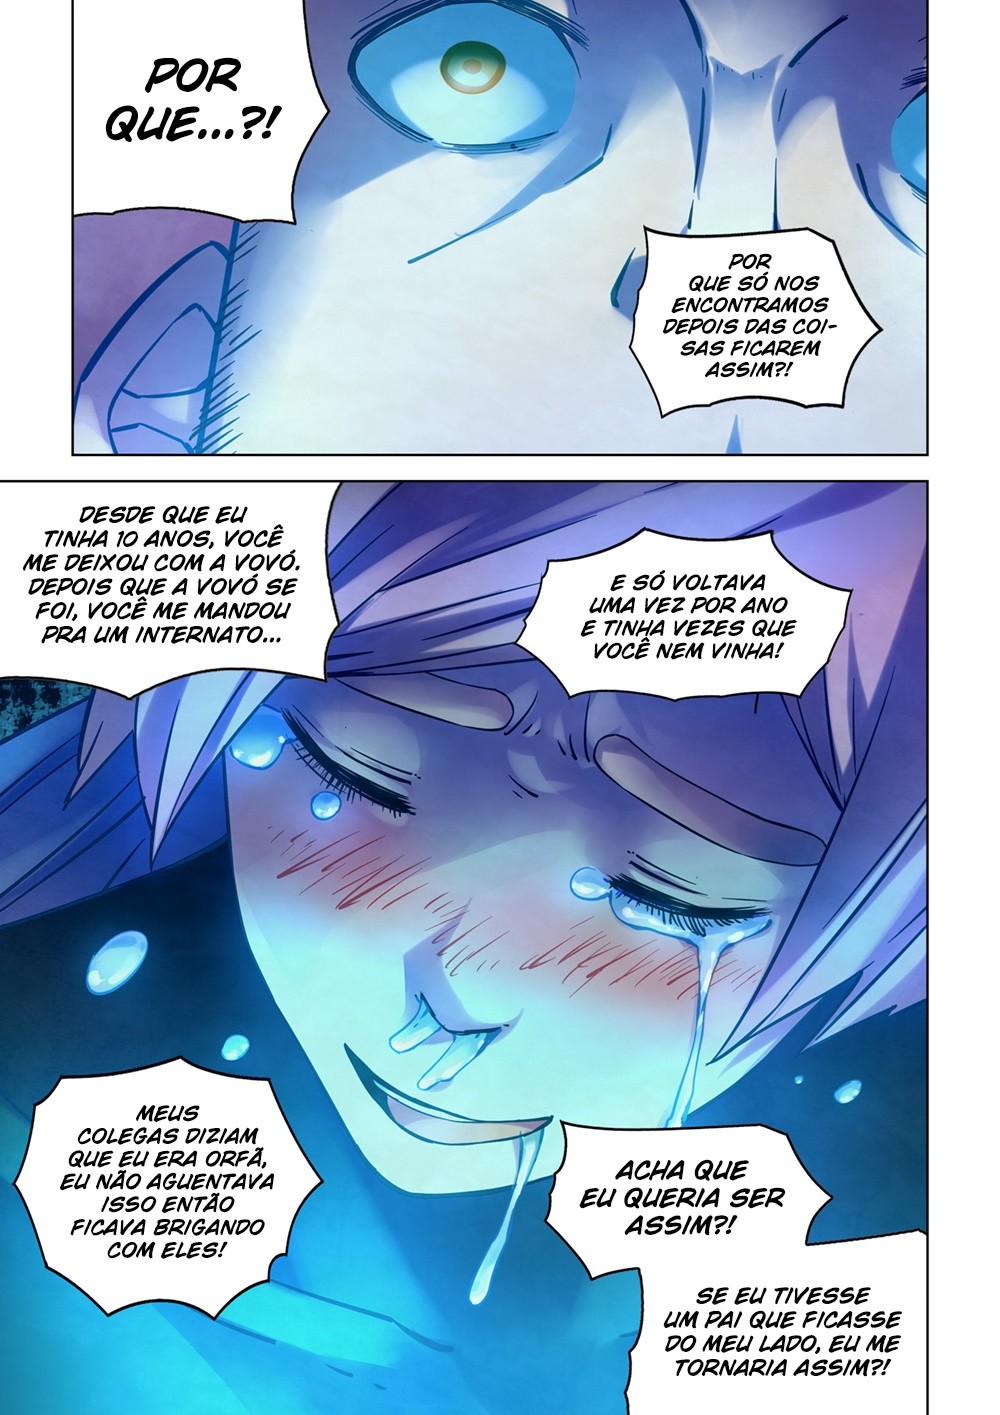 POR
QUE...?!
POR
QUE SÓ NOS
ENCONTRAMOS
DEPOIS DAS COI-
SAS FICAREM
ASSIM?!
DESDE QUE EU
TINHA 10 ANOS, VOCÊ
ME DEIXOU COM A VOVÓ.
DEPOIS QUE A VOVÓ SE
FOI, VOCÊ ME MANDOU
PRA UM INTERNATO...
E SÓ VOLTAVA
UMA VEZ POR ANO
E TINHA VEZES QUE
VOCÊ NEM VINHA!
MEUS
COLEGAS DIZIAM
QUE EU ERA ORFÃ,
EU NÃO AGUENTAVA
ISSO ENTÃO
FICAVA BRIGANDO
COM ELES!
ACHA QUE
EU QUERIA SER
ASSIM?!
SE EU TIVESSE
UM PAI QUE FICASSE
DO MEU LADO, EU ME
TORNARIA ASSIM?!